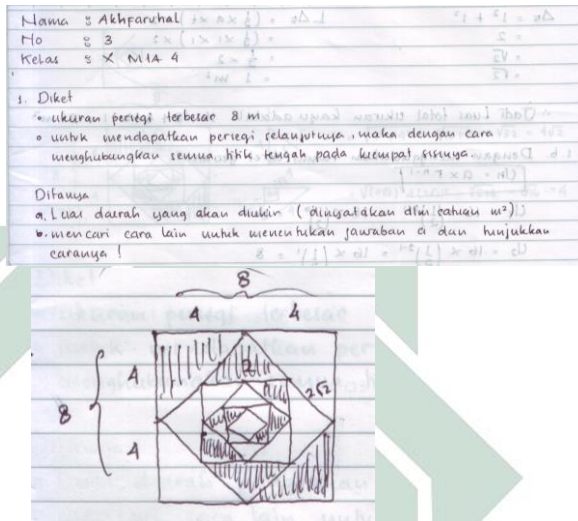 Nama : Akhfaruhal
No : 3
Kelas : X MIA 4
1. Diket
• ukuran persegi terbesar 8 m
• untuk mendapatkan persegi selanjutnya, maka dengan cara
menghubungkan semua titik tengah pada keempat sisinya.
Ditanya
a. Luas daerah yang akan diukir (dinyatakan dlm satuan m²)
b. mencari cara lain untuk menentukan jawaban a dan tunjukkan
caranya !
8
4 4
4
2
2√2
8
4